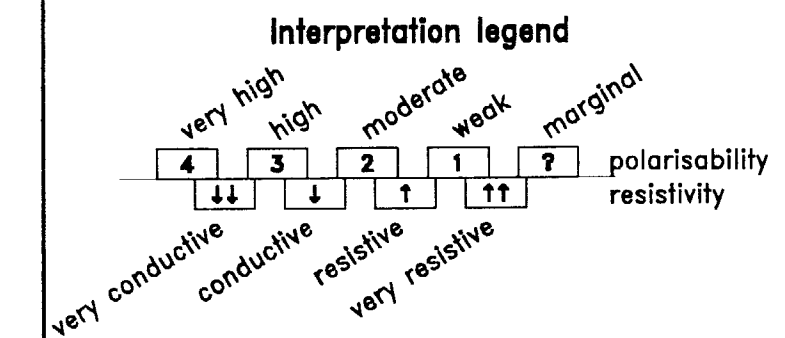 Interpretation legend
very high high moderate weak marginal
4 3 2 1 ? polarisability
↓↓ ↓ ↑ ↑↑ resistivity
very conductive conductive resistive very resistive